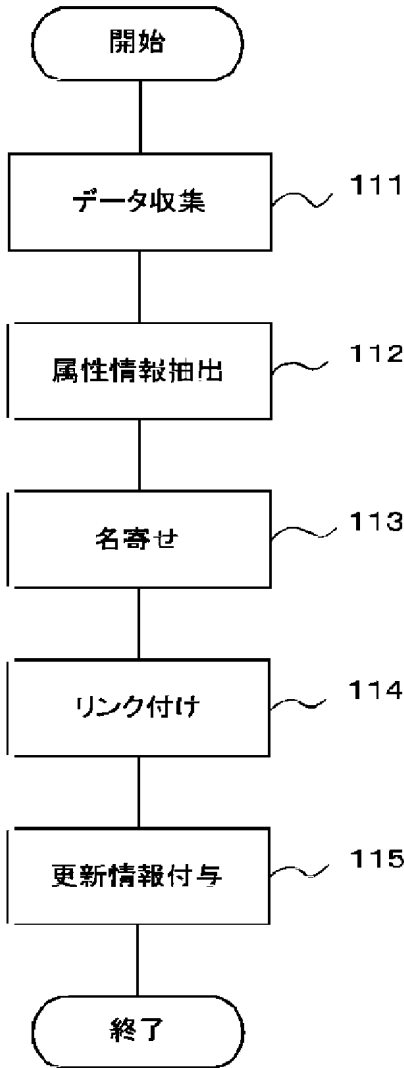 開始
データ収集
111
属性情報抽出
112
名寄せ
113
リンク付け
114
更新情報付与
115
終了